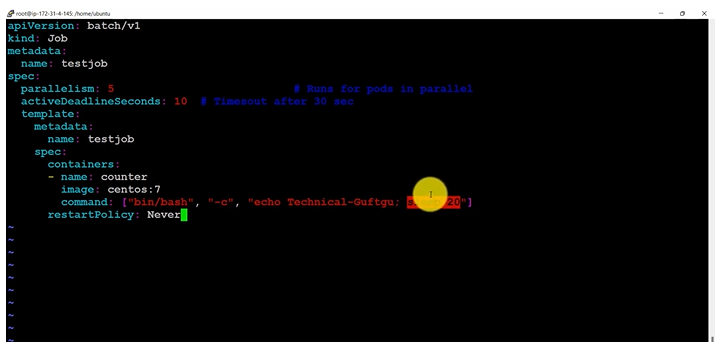 root@ip-172-31-4-145: /home/ubuntu
apiVersion: batch/v1
kind: Job
metadata:
  name: testjob
spec:
  parallelism: 5                           # Runs for pods in parallel
  activeDeadlineSeconds: 10  # Timesout after 30 sec
  template:
    metadata:
      name: testjob
    spec:
      containers:
      - name: counter
        image: centos:7
        command: ["bin/bash", "-c", "echo Technical-Guftgu; 20"]
      restartPolicy: Never
~
~
~
~
~
~
~
~
~
~